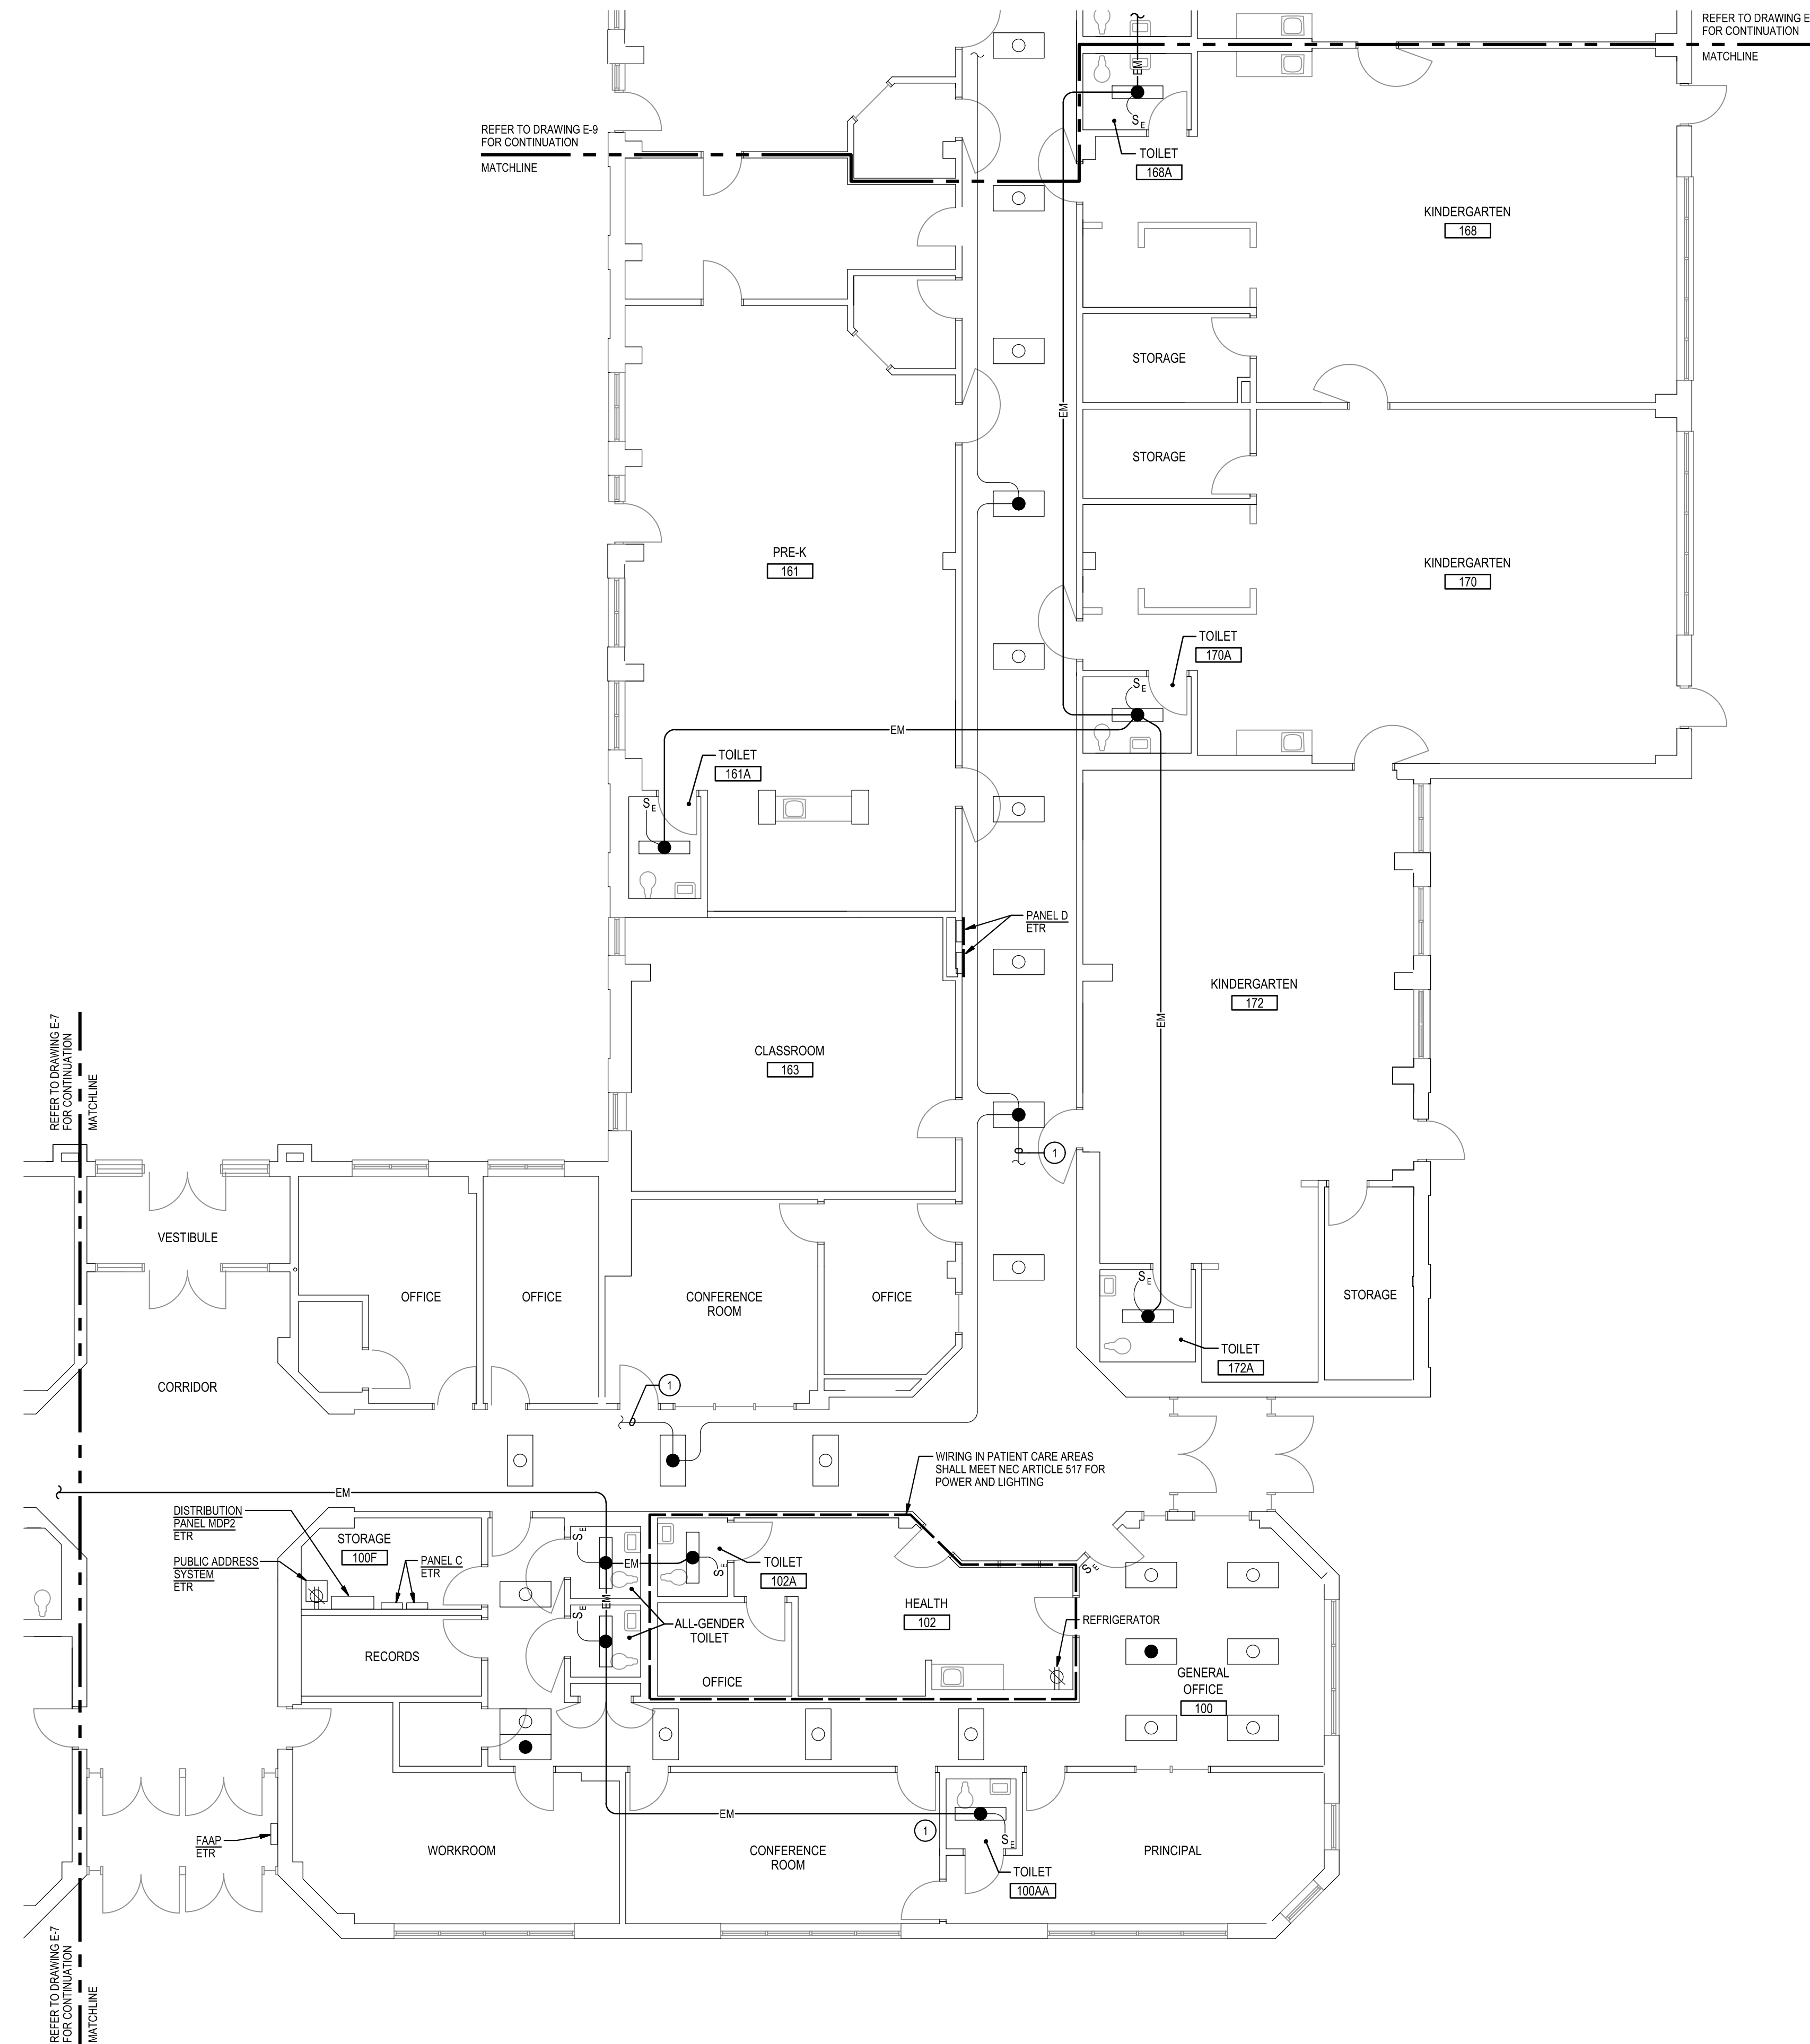 REFER TO DRAWING E
FOR CONTINUATION
MATCHLINE
EM
S E
REFER TO DRAWING E-9
FOR CONTINUATION
MATCHLINE
TOILET
168A
KINDERGARTEN
168
STORAGE
EM
STORAGE
PRE-K
161
KINDERGARTEN
170
TOILET
170A
S E
EM
TOILET
161A
S E
PANEL D
ETR
KINDERGARTEN
172
EM
REFER TO DRAWING E-7
FOR CONTINUATION
MATCHLINE
CLASSROOM
163
1
VESTIBULE
OFFICE
OFFICE
CONFERENCE
ROOM
OFFICE
S E
STORAGE
TOILET
172A
CORRIDOR
1
WIRING IN PATIENT CARE AREAS
SHALL MEET NEC ARTICLE 517 FOR
POWER AND LIGHTING
EM
DISTRIBUTION
PANEL MDP2
ETR
STORAGE
100F
PUBLIC ADDRESS
SYSTEM
ETR
PANEL C
ETR
S E
EM
S E
TOILET
102A
S E
EM
S E
HEALTH
102
ALL-GENDER
TOILET
REFRIGERATOR
RECORDS
OFFICE
GENERAL
OFFICE
100
EM
S E
1
FAAP
ETR
WORKROOM
CONFERENCE
ROOM
PRINCIPAL
TOILET
100AA
REFER TO DRAWING E-7
FOR CONTINUATION
MATCHLINE